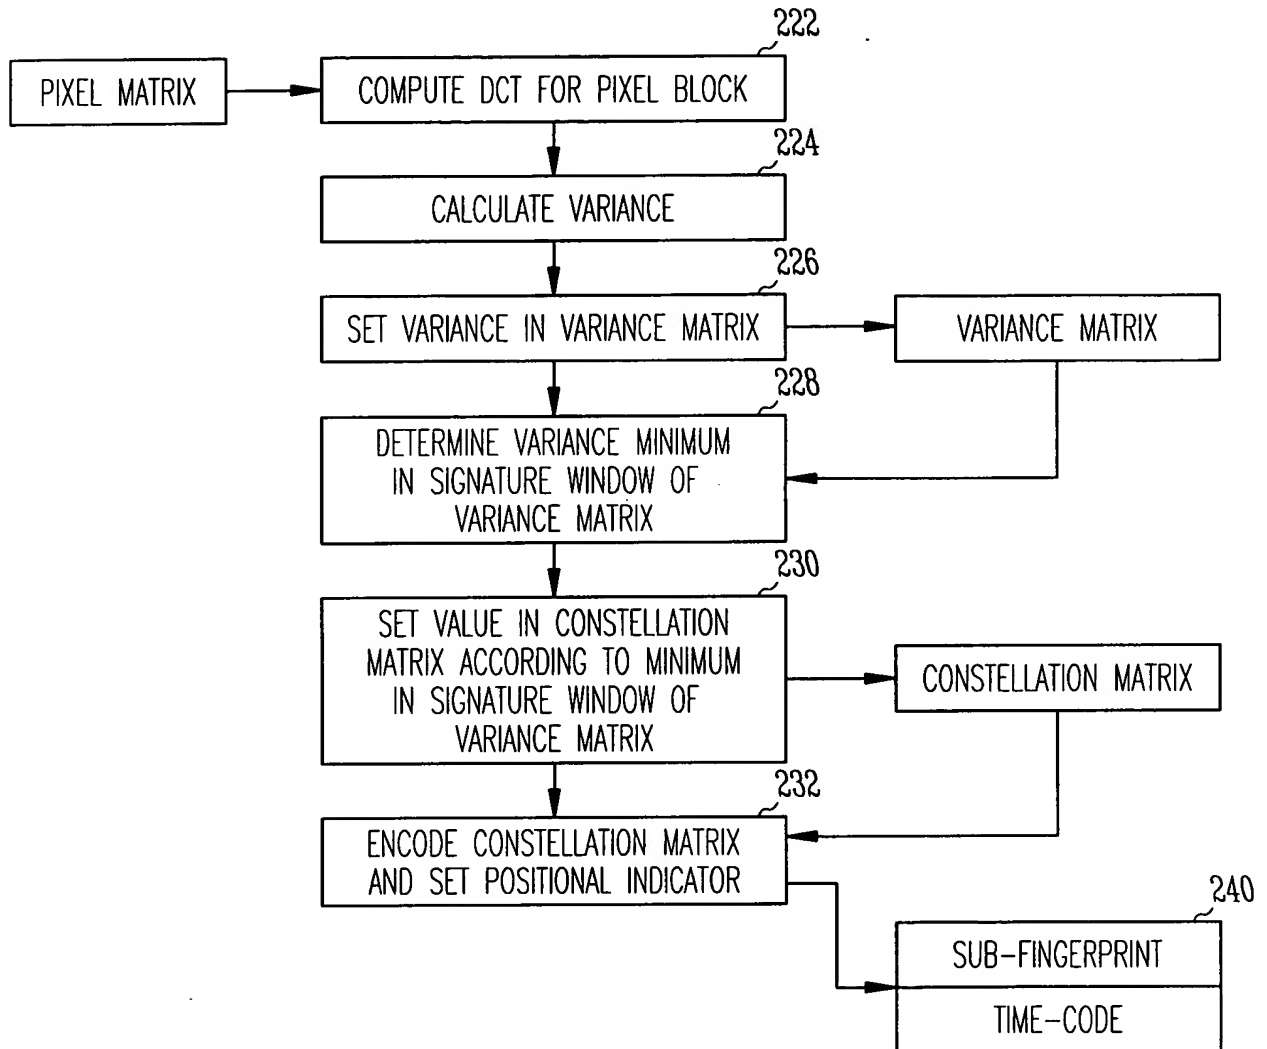 222
PIXEL MATRIX
COMPUTE DCT FOR PIXEL BLOCK
224
CALCULATE VARIANCE
226
SET VARIANCE IN VARIANCE MATRIX
VARIANCE MATRIX
228
DETERMINE VARIANCE MINIMUM
IN SIGNATURE WINDOW OF
VARIANCE MATRIX
230
SET VALUE IN CONSTELLATION
MATRIX ACCORDING TO MINIMUM
IN SIGNATURE WINDOW OF
VARIANCE MATRIX
CONSTELLATION MATRIX
232
ENCODE CONSTELLATION MATRIX
AND SET POSITIONAL INDICATOR
240
SUB-FINGERPRINT
TIME-CODE